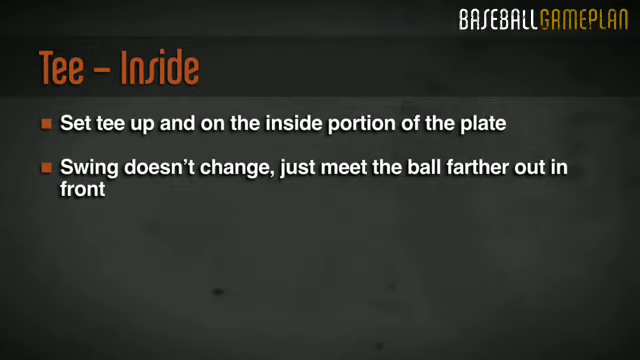 BASEBALLGAMEPLAN
Tee – Inside
Set tee up and on the inside portion of the plate
Swing doesn't change, just meet the ball farther out in
front